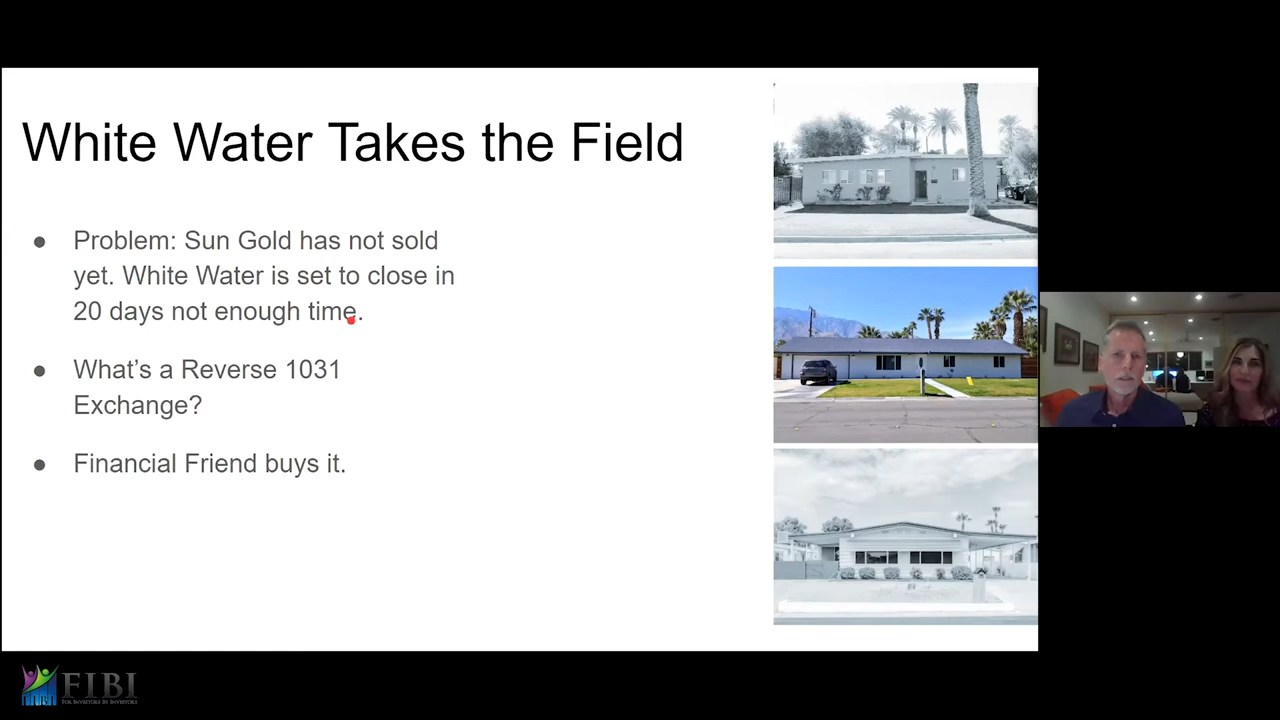 White Water Takes the Field
● Problem: Sun Gold has not sold
yet. White Water is set to close in
20 days not enough time.
● What’s a Reverse 1031
Exchange?
● Financial Friend buys it.
FIBI
FOR INVESTORS BY INVESTORS